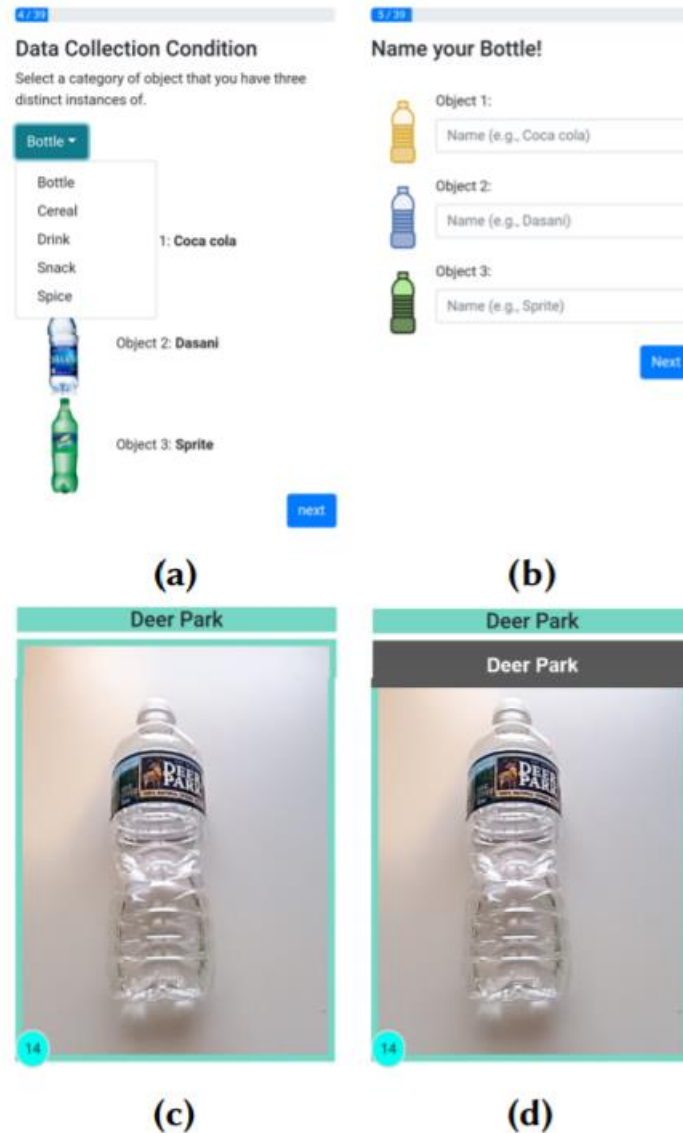 4 / 39
Data Collection Condition
Select a category of object that you have three
distinct instances of.
Bottle
Bottle
Cereal
Drink
Snack
Spice
1: Coca cola
Object 2: Dasani
Object 3: Sprite
next
(a)
5 / 39
Name your Bottle!
Object 1:
Name (e.g., Coca cola)
Object 2:
Name (e.g., Dasani)
Object 3:
Name (e.g., Sprite)
Next
(b)
Deer Park
DEER
PARK
14
(c)
Deer Park
Deer Park
DEER
PARK
14
(d)